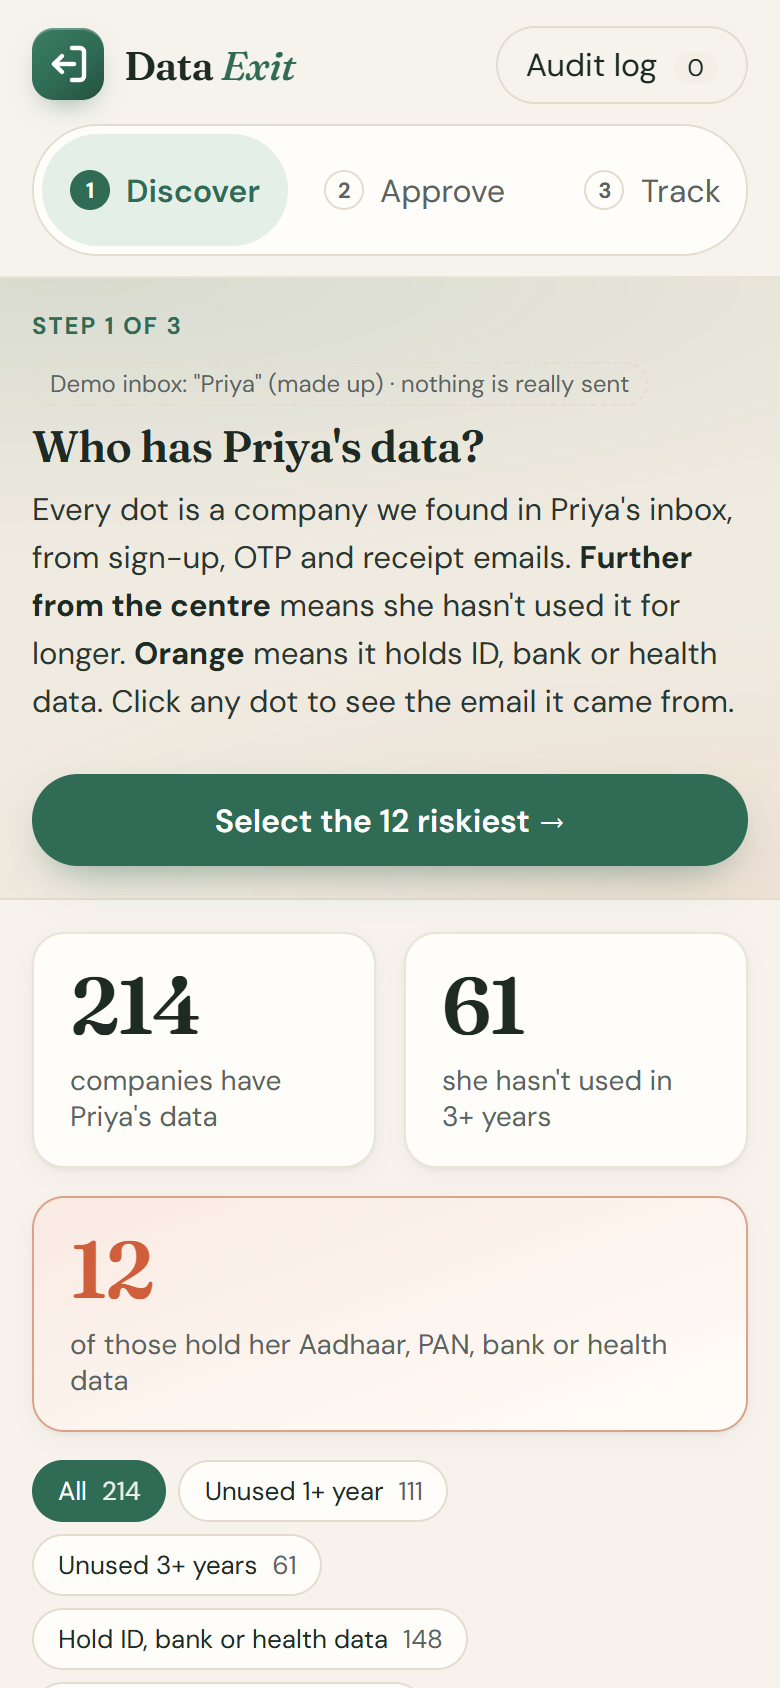 Data Exit
Audit log 0
1 Discover
2 Approve
3 Track
STEP 1 OF 3
Demo inbox: "Priya" (made up) · nothing is really sent
Who has Priya's data?
Every dot is a company we found in Priya's inbox,
from sign-up, OTP and receipt emails. Further
from the centre means she hasn't used it for
longer. Orange means it holds ID, bank or health
data. Click any dot to see the email it came from.
Select the 12 riskiest →
214
companies have
Priya's data
61
she hasn't used in
3+ years
12
of those hold her Aadhaar, PAN, bank or health
data
All 214
Unused 1+ year 111
Unused 3+ years 61
Hold ID, bank or health data 148